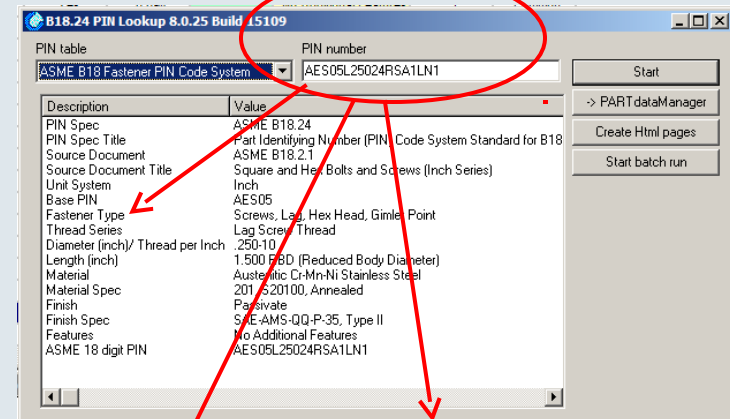 B18.24 PIN Lookup 8.0.25 Build 15109
PIN table
PIN number
ASME B18 Fastener PIN Code System
AES05L25024RSA1LN1
Start
-> PARTdataManager
Create Html pages
Start batch run
Description Value
PIN Spec ASME B18.24
PIN Spec Title Part Identifying Number (PIN) Code System Standard for B18
Source Document ASME B18.2.1
Source Document Title Square and Hex Bolts and Screws (Inch Series)
Unit System Inch
Base PIN AES05
Fastener Type Screws, Lag, Hex Head, Gimlet Point
Thread Series Lag Screw Thread
Diameter (inch)/ Thread per Inch .250-10
Length (inch) 1.500 RBD (Reduced Body Diameter)
Material Austenitic Cr-Mn-Ni Stainless Steel
Material Spec 201, S20100, Annealed
Finish Passivate
Finish Spec SAE-AMS-QQ-P-35, Type II
Features No Additional Features
ASME 18 digit PIN AES05L25024RSA1LN1